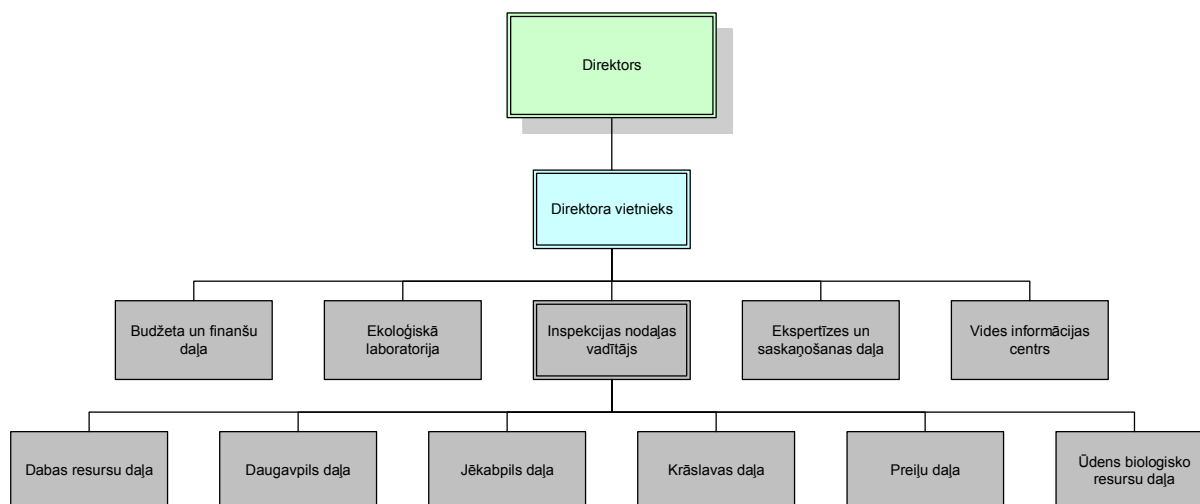 Direktors
Direktora vietnieks
Budžeta un finanšu
daļa
Ekoloģiskā
laboratorija
Inspekcijas nodaļas
vadītājs
Ekspertīzes un
saskaņošanas daļa
Vides informācijas
centrs
Dabas resursu daļa
Daugavpils daļa
Jēkabpils daļa
Krāslavas daļa
Preiļu daļa
Ūdens biologisko
resursu daļa